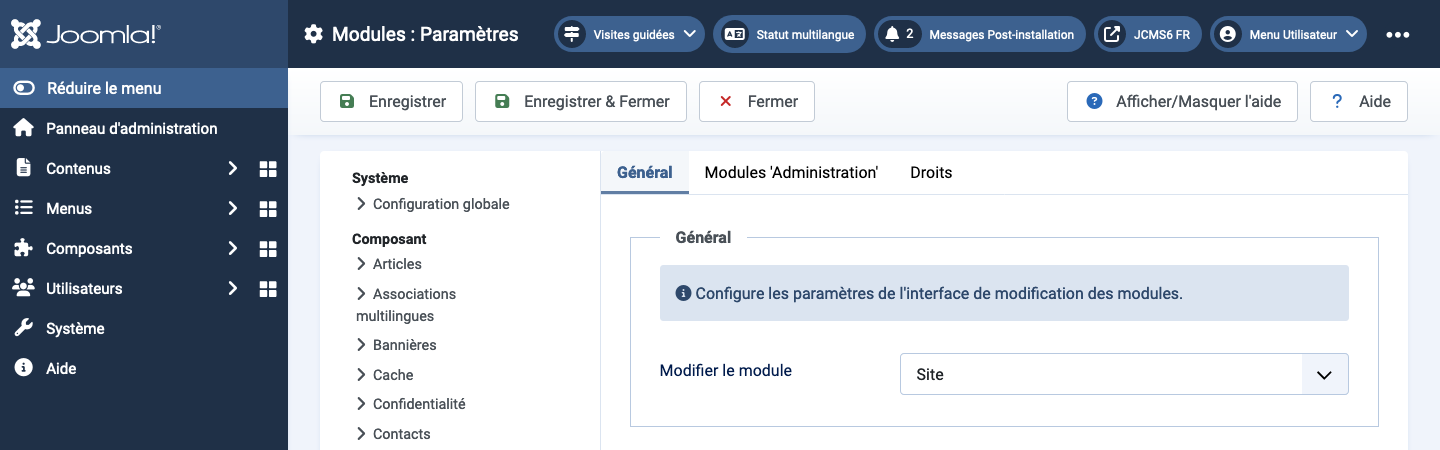 Joomla!®
Modules : Paramètres
Visites guidées
Statut multilangue
2
Messages Post-installation
JCMS6 FR
Menu Utilisateur
Réduire le menu
Panneau d'administration
Contenus
Menus
Composants
Utilisateurs
Système
Aide
Enregistrer
Enregistrer & Fermer
Fermer
Afficher/Masquer l'aide
? Aide
Système
Configuration globale
Composant
Articles
Associations
multilingues
Bannières
Cache
Confidentialité
Contacts
Général
Modules 'Administration'
Droits
Général
Configure les paramètres de l'interface de modification des modules.
Modifier le module
Site